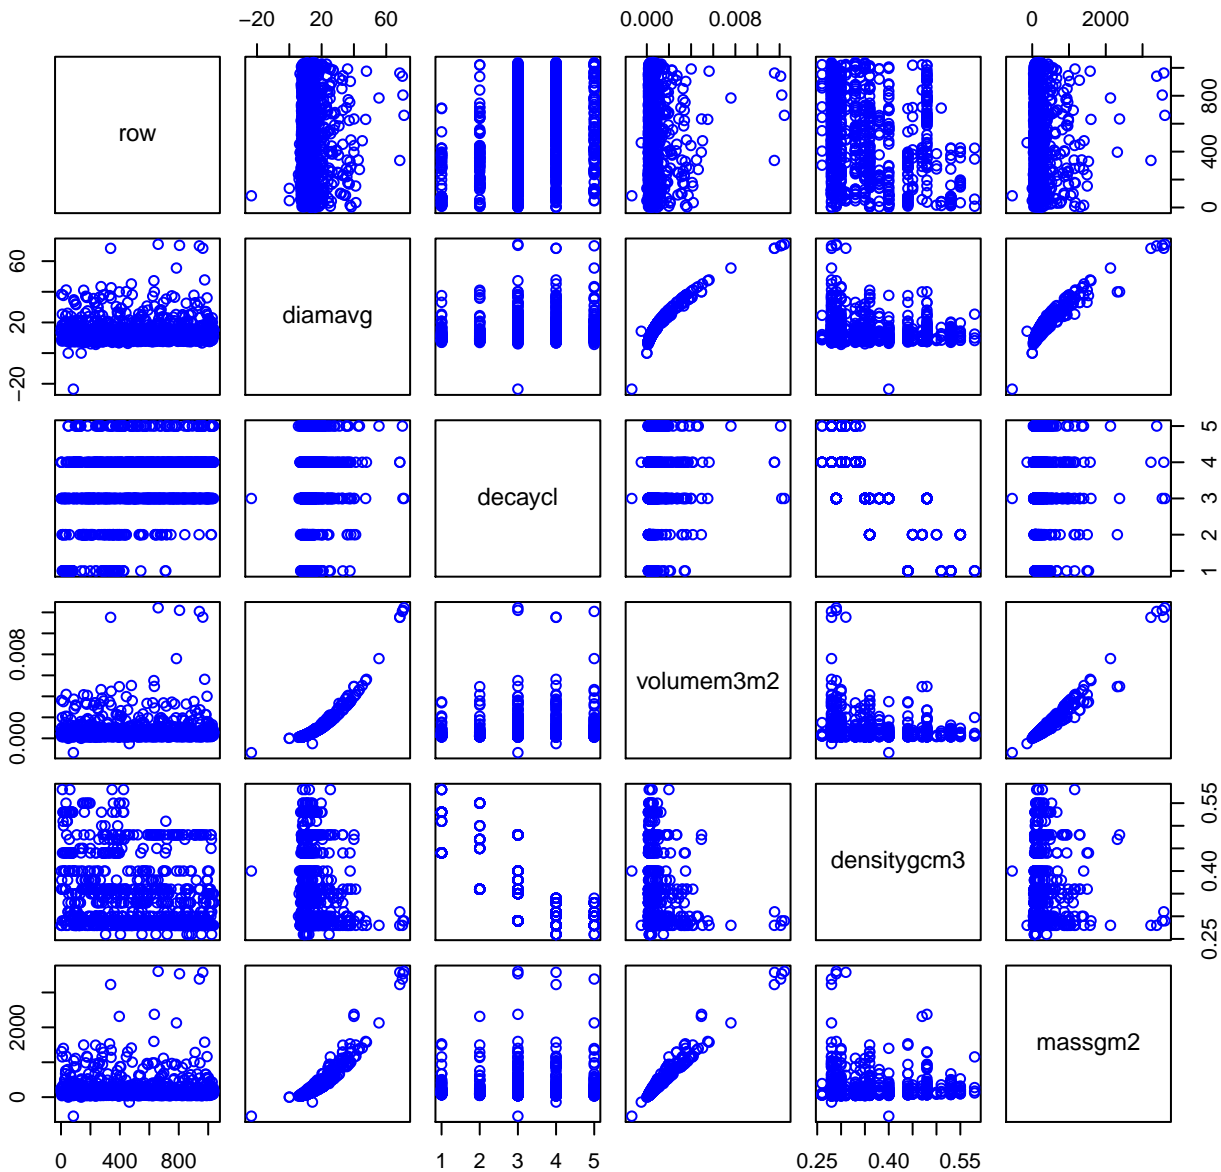 −20 20 60 0.000 0.008 0 2000
row 0 400 800
−20 20 60 diamavg
decaycl 1 2 3 4 5
0.000 0.008 volumem3m2
densitygcm3 0.25 0.40 0.55
0 2000 massgm2
0 400 800 1 2 3 4 5 0.25 0.40 0.55